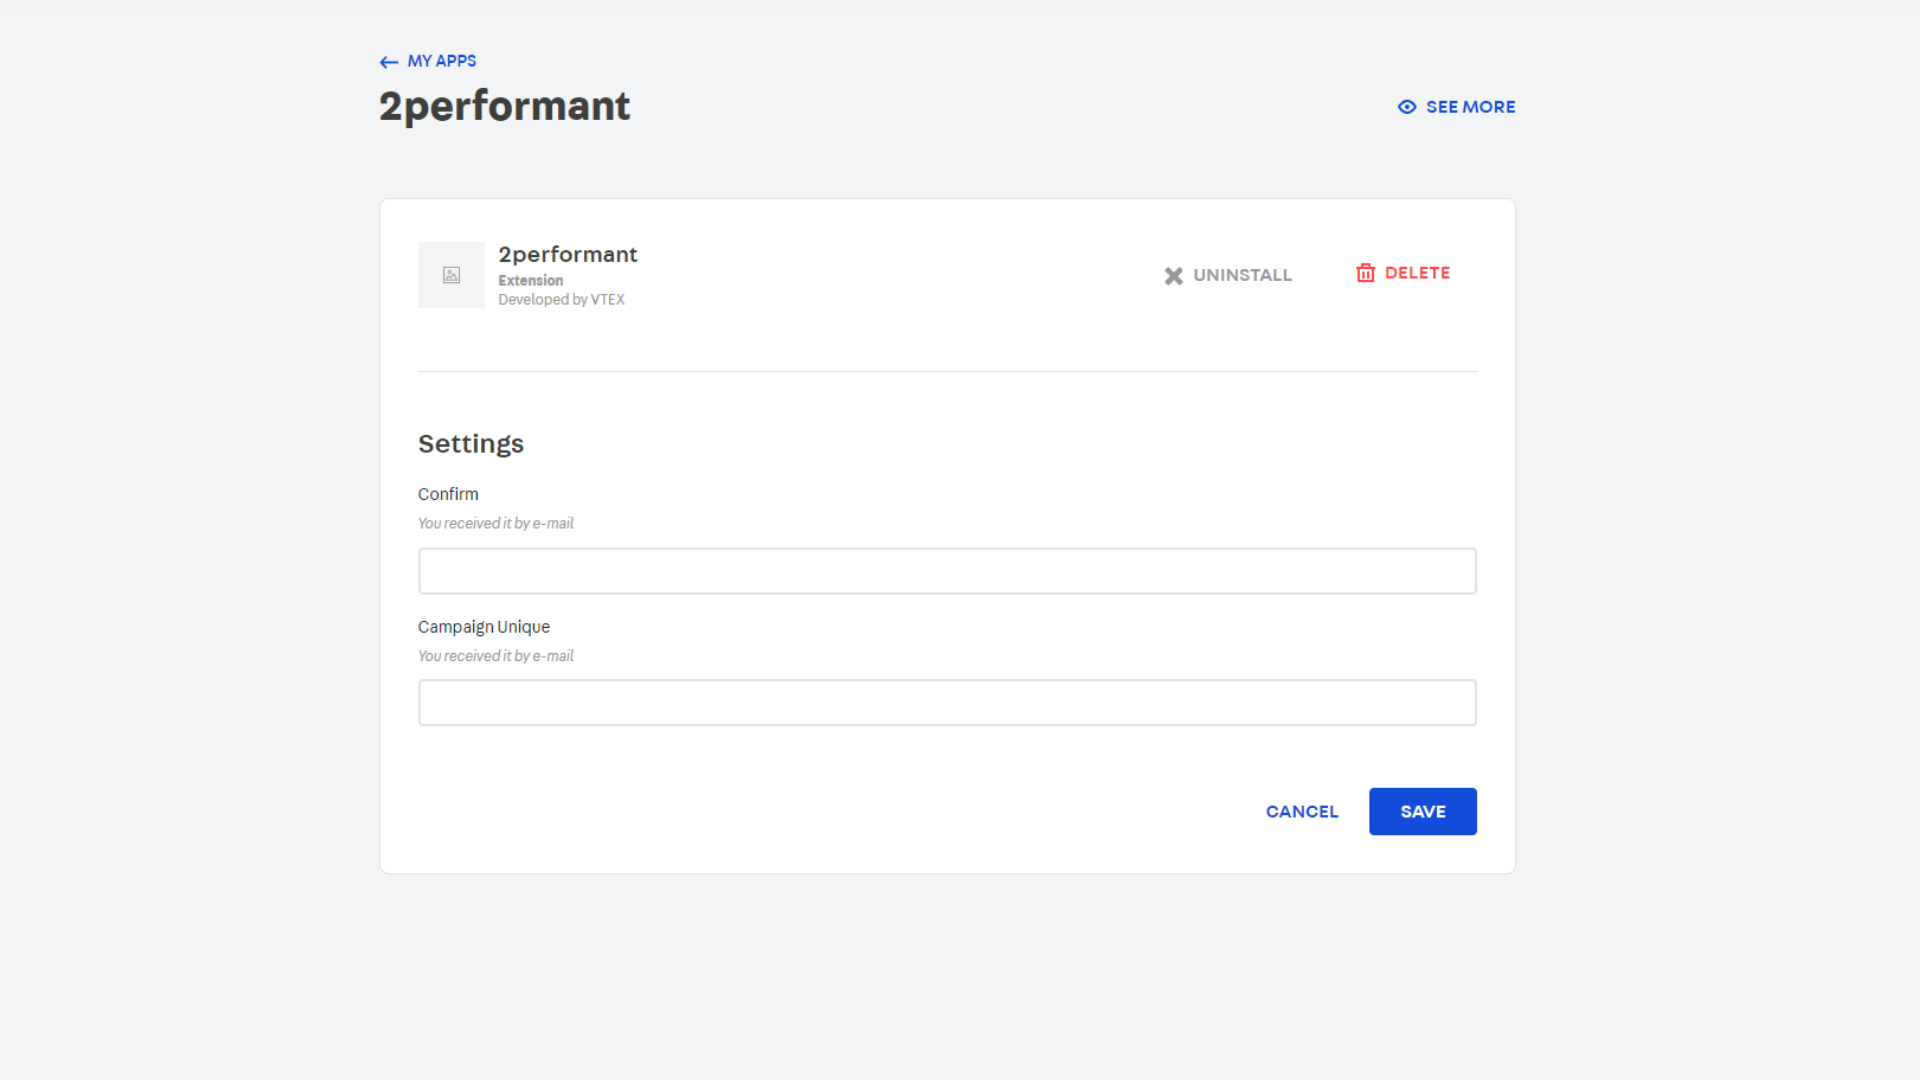 MY APPS
2performant
SEE MORE
2performant
Extension
Developed by VTEX
UNINSTALL
DELETE
Settings
Confirm
You received it by e-mail
Campaign Unique
You received it by e-mail
CANCEL
SAVE